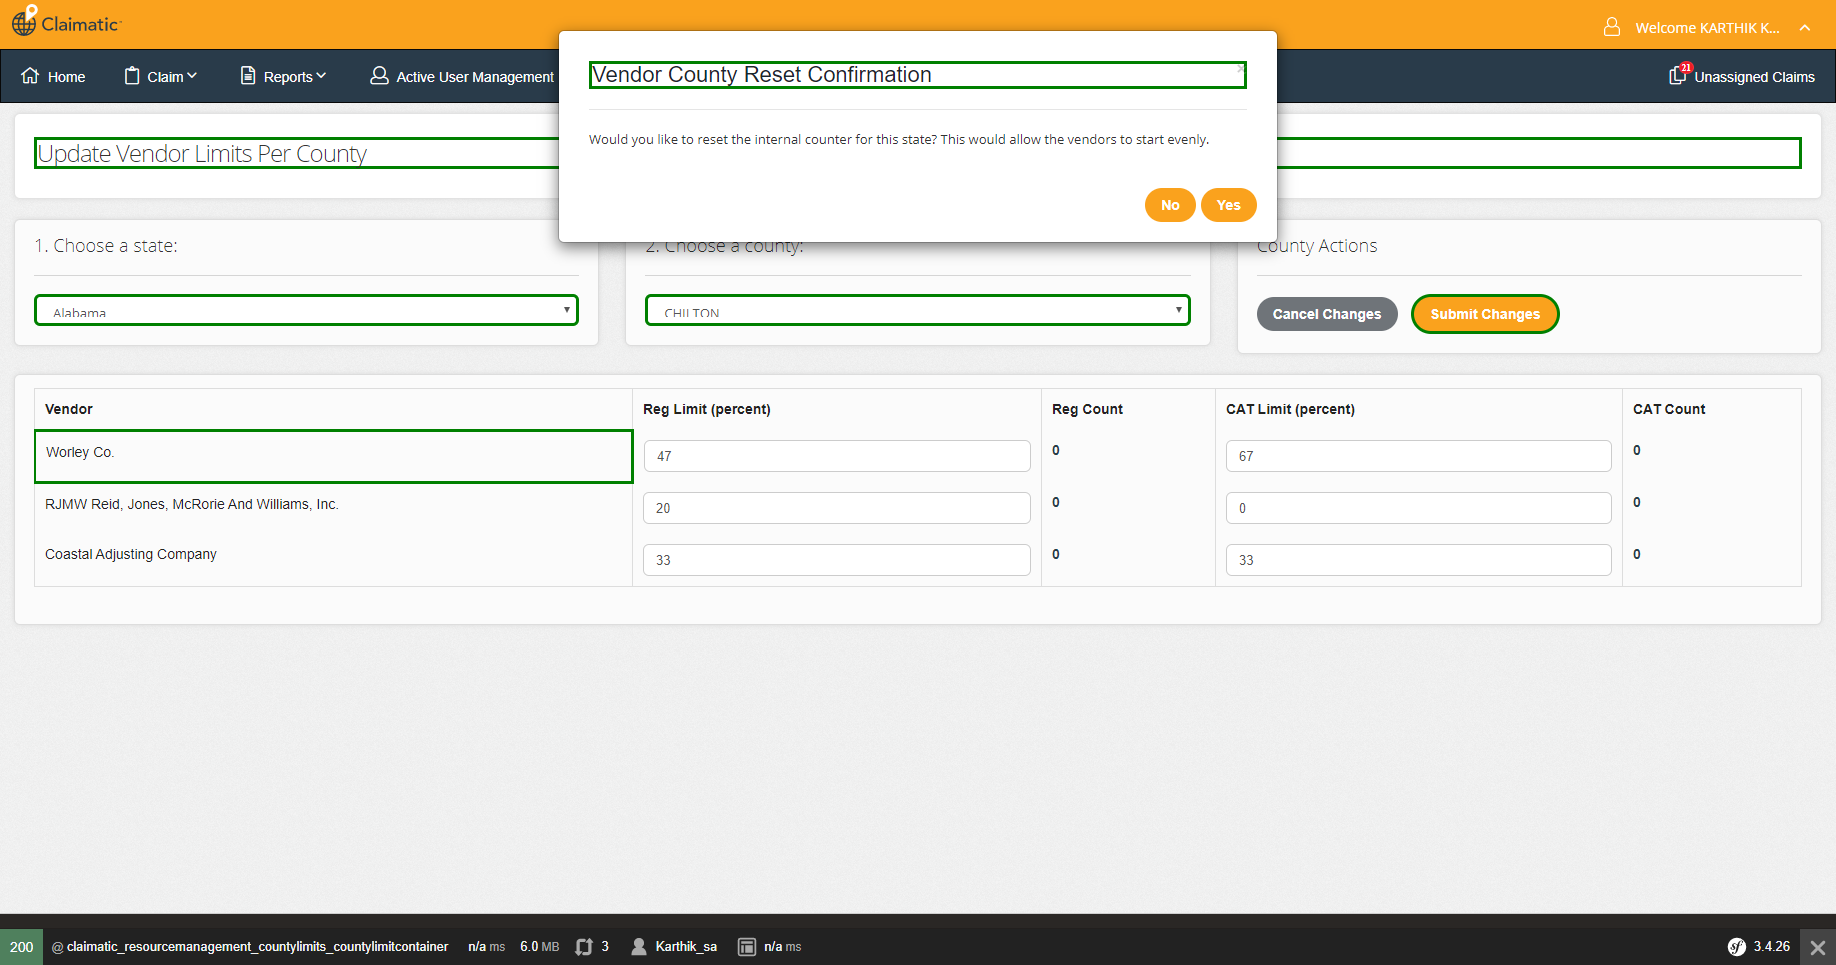 Claimatic
Welcome KARTHIK K...
Home
Claim
Reports
Active User Management
21
Unassigned Claims
Vendor County Reset Confirmation
×
Would you like to reset the internal counter for this state? This would allow the vendors to start evenly.
No
Yes
Update Vendor Limits Per County
1. Choose a state:
2. Choose a county:
County Actions
Alabama
CHILTON
Cancel Changes
Submit Changes
Vendor
Reg Limit (percent)
Reg Count
CAT Limit (percent)
CAT Count
Worley Co.
47
0
67
0
RJMW Reid, Jones, McRorie And Williams, Inc.
20
0
0
0
Coastal Adjusting Company
33
0
33
0
200
@ claimatic_resourcemanagement_countylimits_countylimitcontainer
n/a ms
6.0 MB
3
Karthik_sa
n/a ms
sf
3.4.26